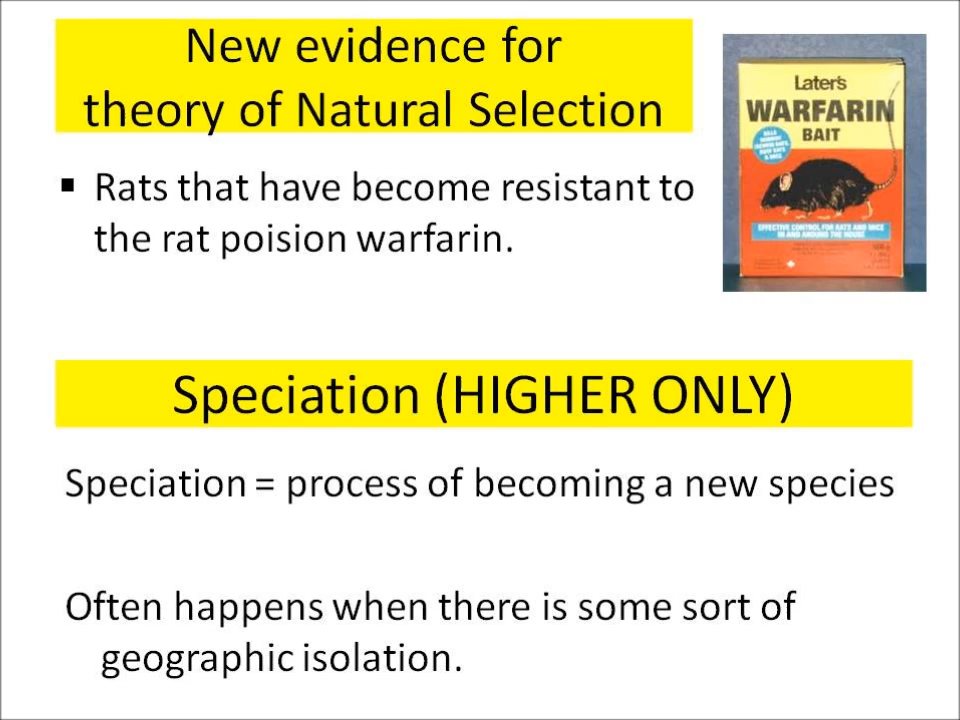 New evidence for
theory of Natural Selection
▪ Rats that have become resistant to
the rat poision warfarin.
Later's
WARFARIN
BAIT
EFFECTIVE CONTROL FOR RATS AND MICE
IN AND AROUND THE HOUSE
Speciation (HIGHER ONLY)
Speciation = process of becoming a new species
Often happens when there is some sort of
geographic isolation.